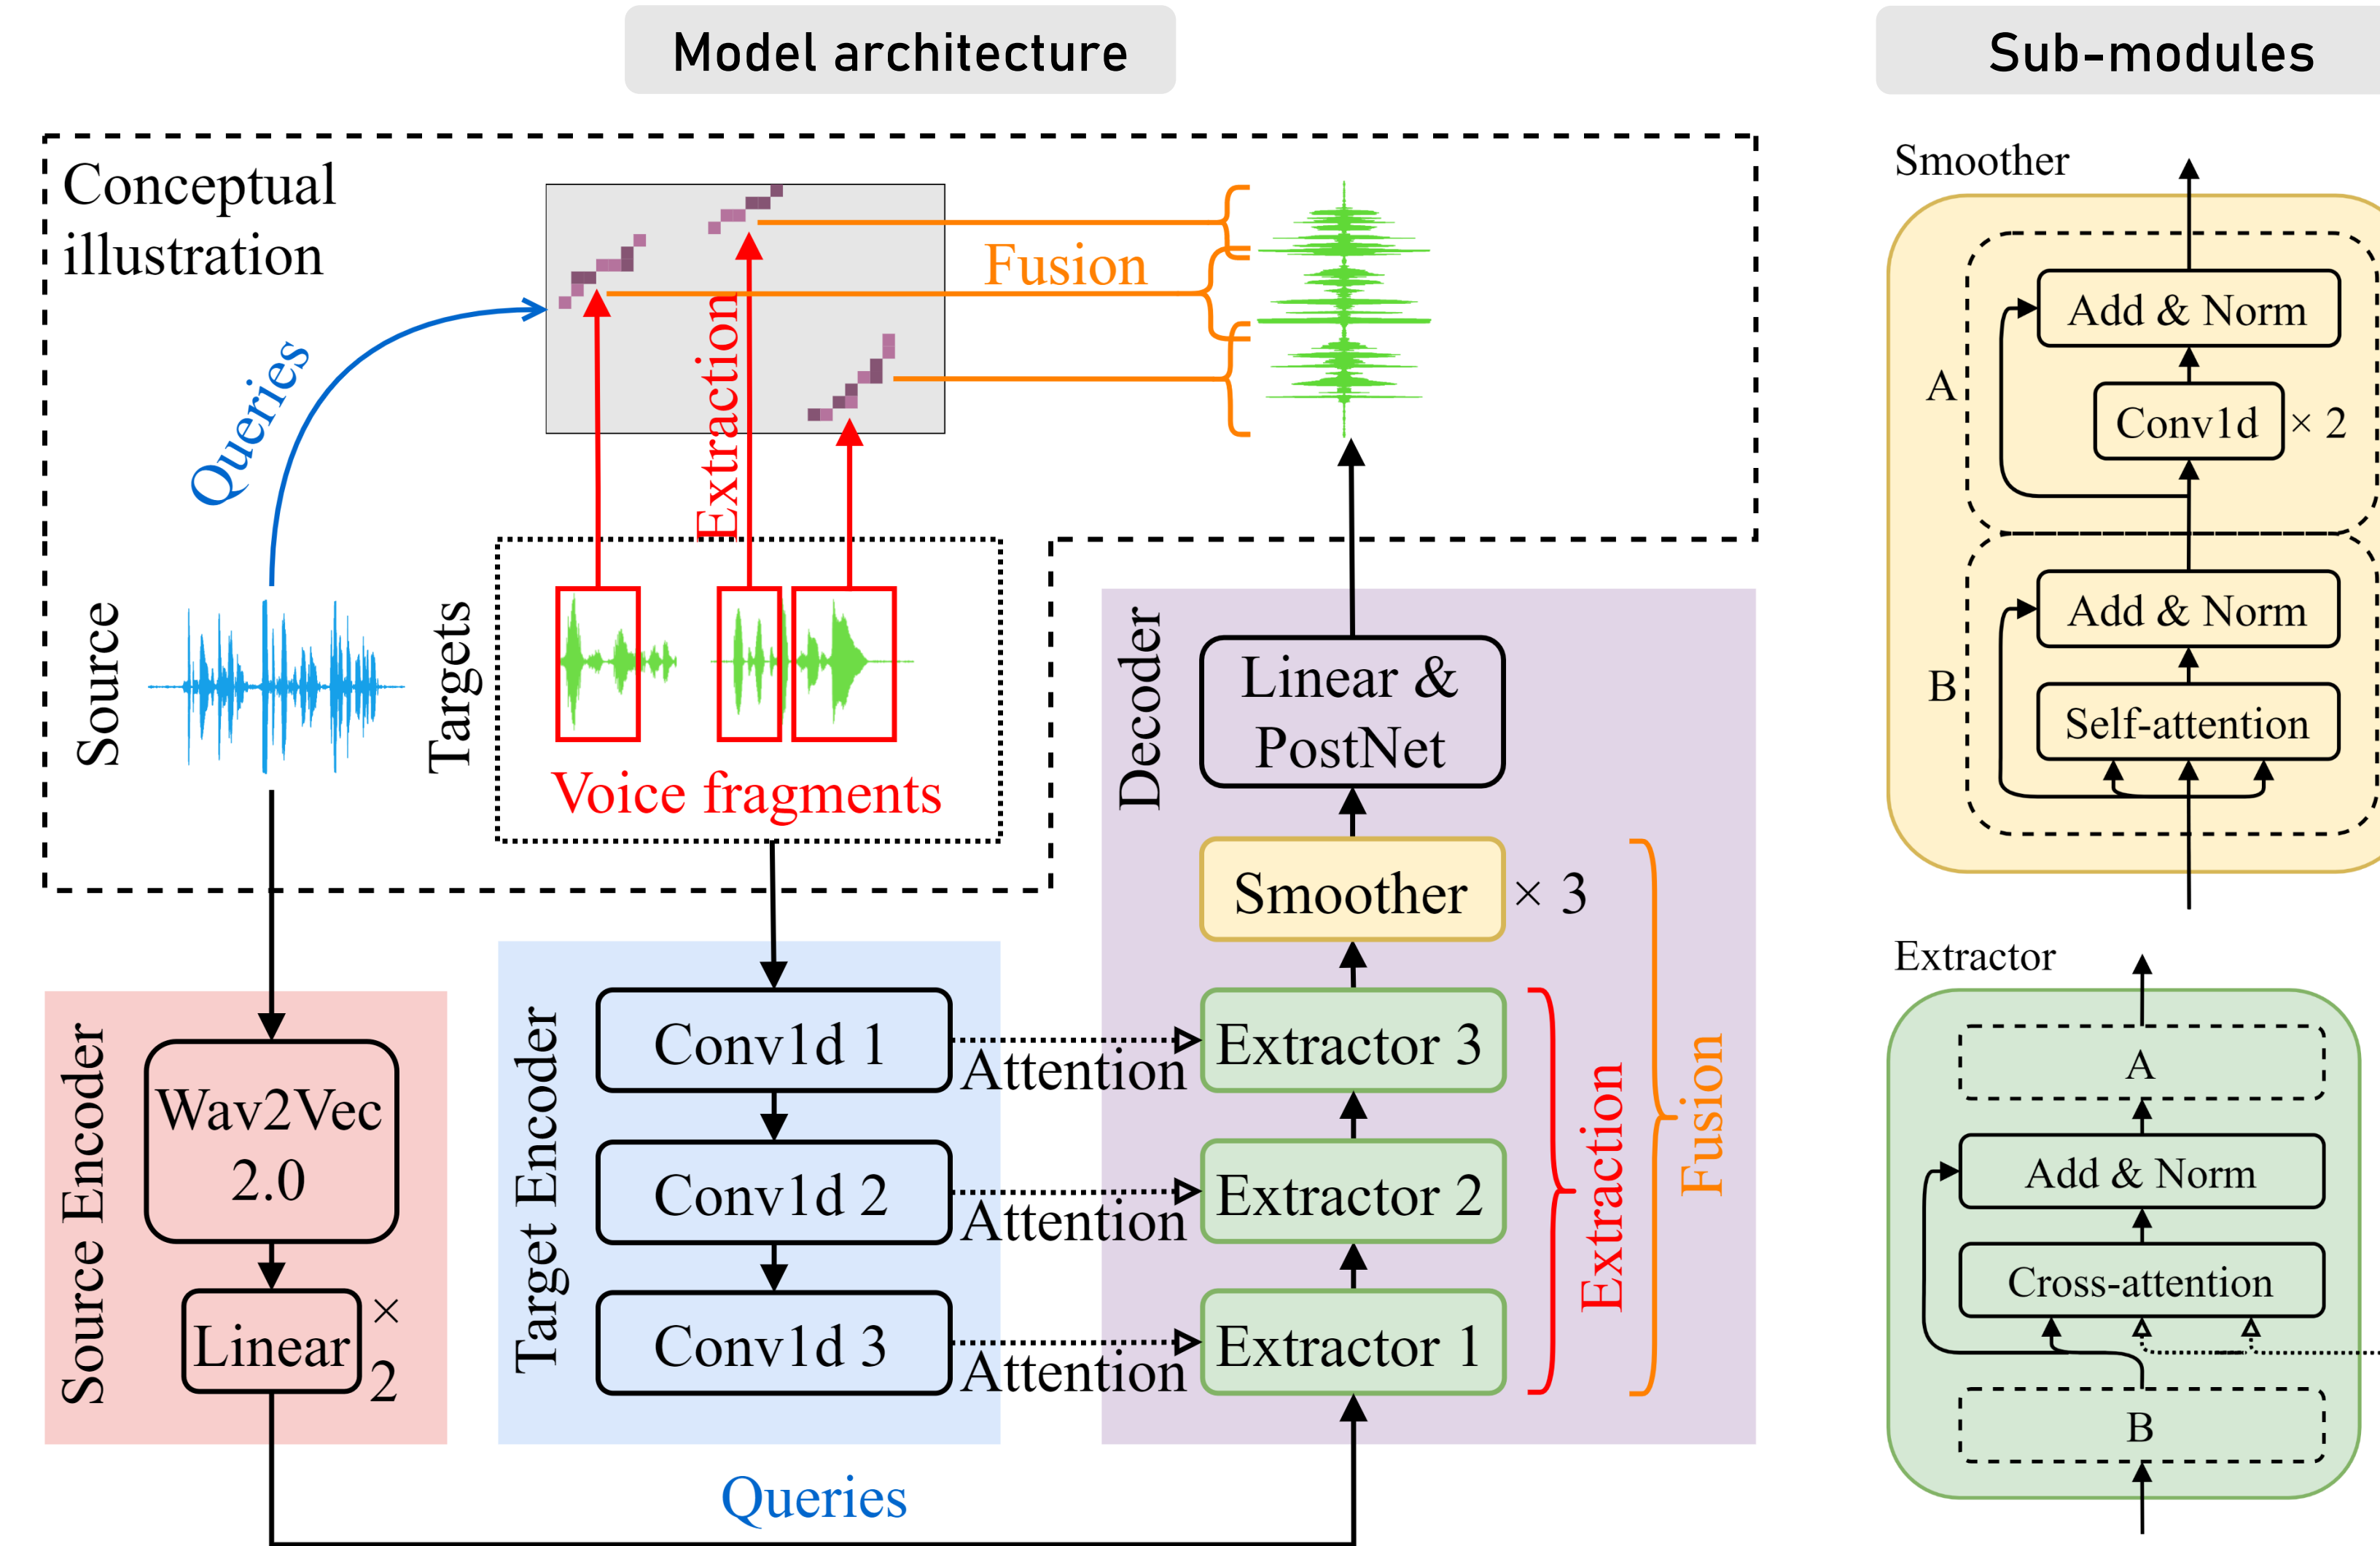 Model architecture
Sub-modules
Conceptual
illustration
Queries
Extraction
Fusion
Source
Targets
Voice fragments
Source Encoder
Wav2Vec
2.0
Linear
×
2
Target Encoder
Conv1d 1
Conv1d 2
Conv1d 3
Attention
Attention
Attention
Queries
Decoder
Linear &
PostNet
Smoother × 3
Extractor 3
Extractor 2
Extractor 1
Extraction
Fusion
Smoother
A
Add & Norm
Conv1d × 2
B
Add & Norm
Self-attention
Extractor
A
Add & Norm
Cross-attention
B